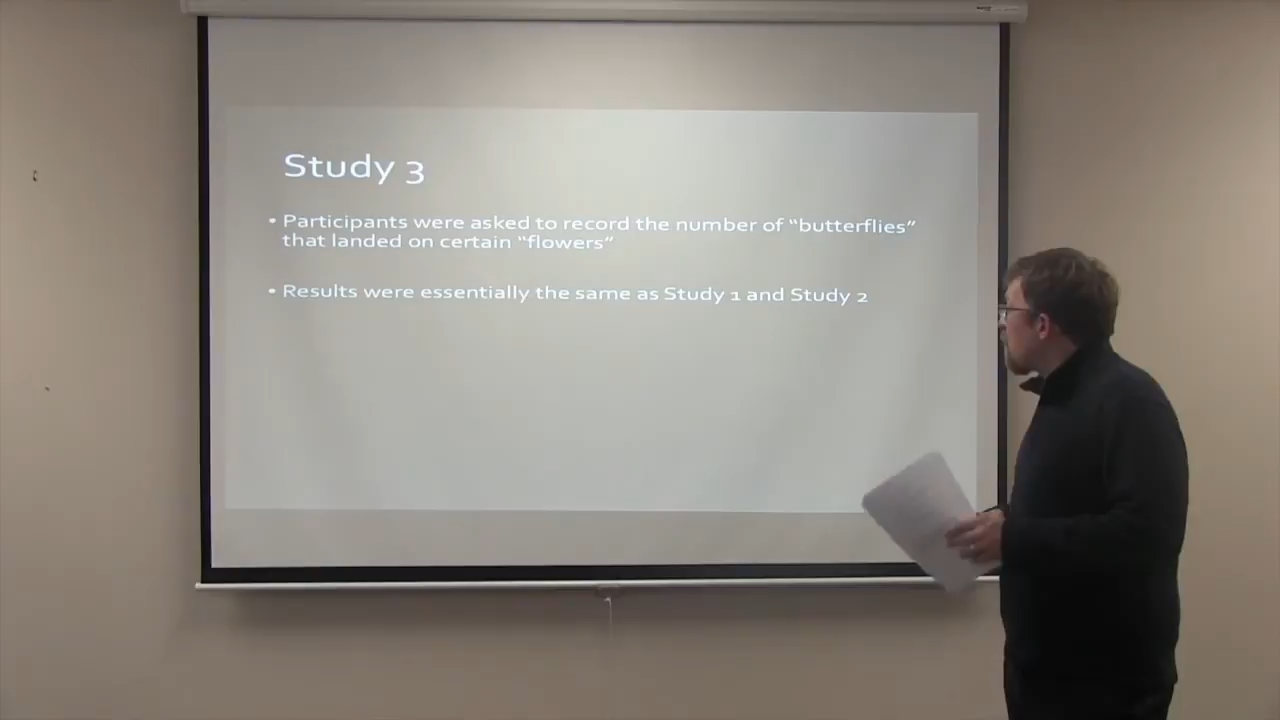 Study 3
• Participants were asked to record the number of “butterflies”
that landed on certain “flowers”
• Results were essentially the same as Study 1 and Study 2